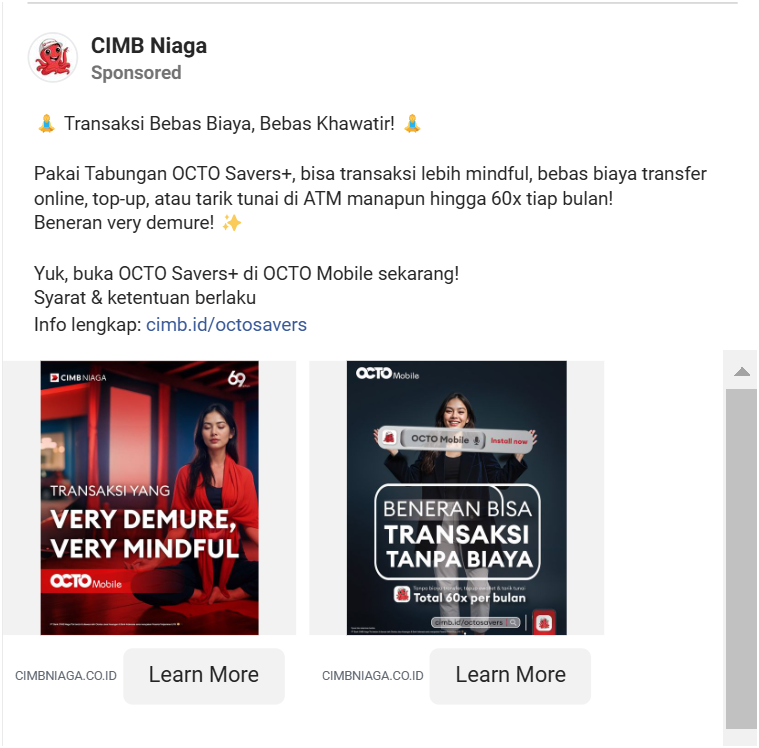 CIMB Niaga
Sponsored
🙏 Transaksi Bebas Biaya, Bebas Khawatir! 🙏
Pakai Tabungan OCTO Savers+, bisa transaksi lebih mindful, bebas biaya transfer
online, top-up, atau tarik tunai di ATM manapun hingga 60x tiap bulan!
Beneran very demure! ✨
Yuk, buka OCTO Savers+ di OCTO Mobile sekarang!
Syarat & ketentuan berlaku
Info lengkap: cimb.id/octosavers
CIMB NIAGA
69
TRANSAKSI YANG
VERY DEMURE,
VERY MINDFUL
OCTO Mobile
CIMBNIAGA.CO.ID
Learn More
OCTO Mobile
OCTO Mobile
Install now
BENERAN BISA
TRANSAKSI
TANPA BIAYA
Total 60x per bulan
cimb.id/octosavers
CIMBNIAGA.CO.ID
Learn More